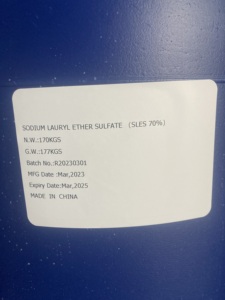 SODIUM LAURYL ETHER SULFATE (SLES 70%)
N.W.:170KGS
G.W.:177KGS
Batch No.:R20230301
MFG Date :Mar,2023
Expiry Date:Mar,2025
MADE IN CHINA